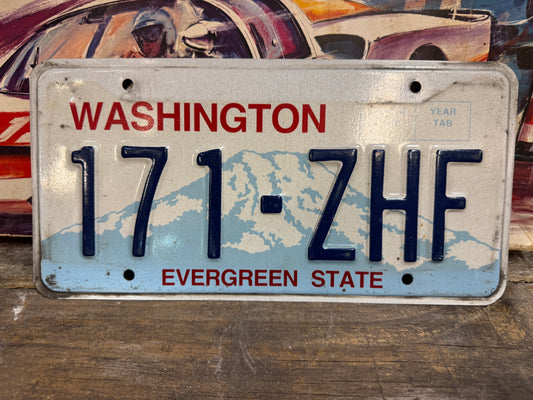 WASHINGTON
YEAR
TAB
171-ZHF
EVERGREEN STATE